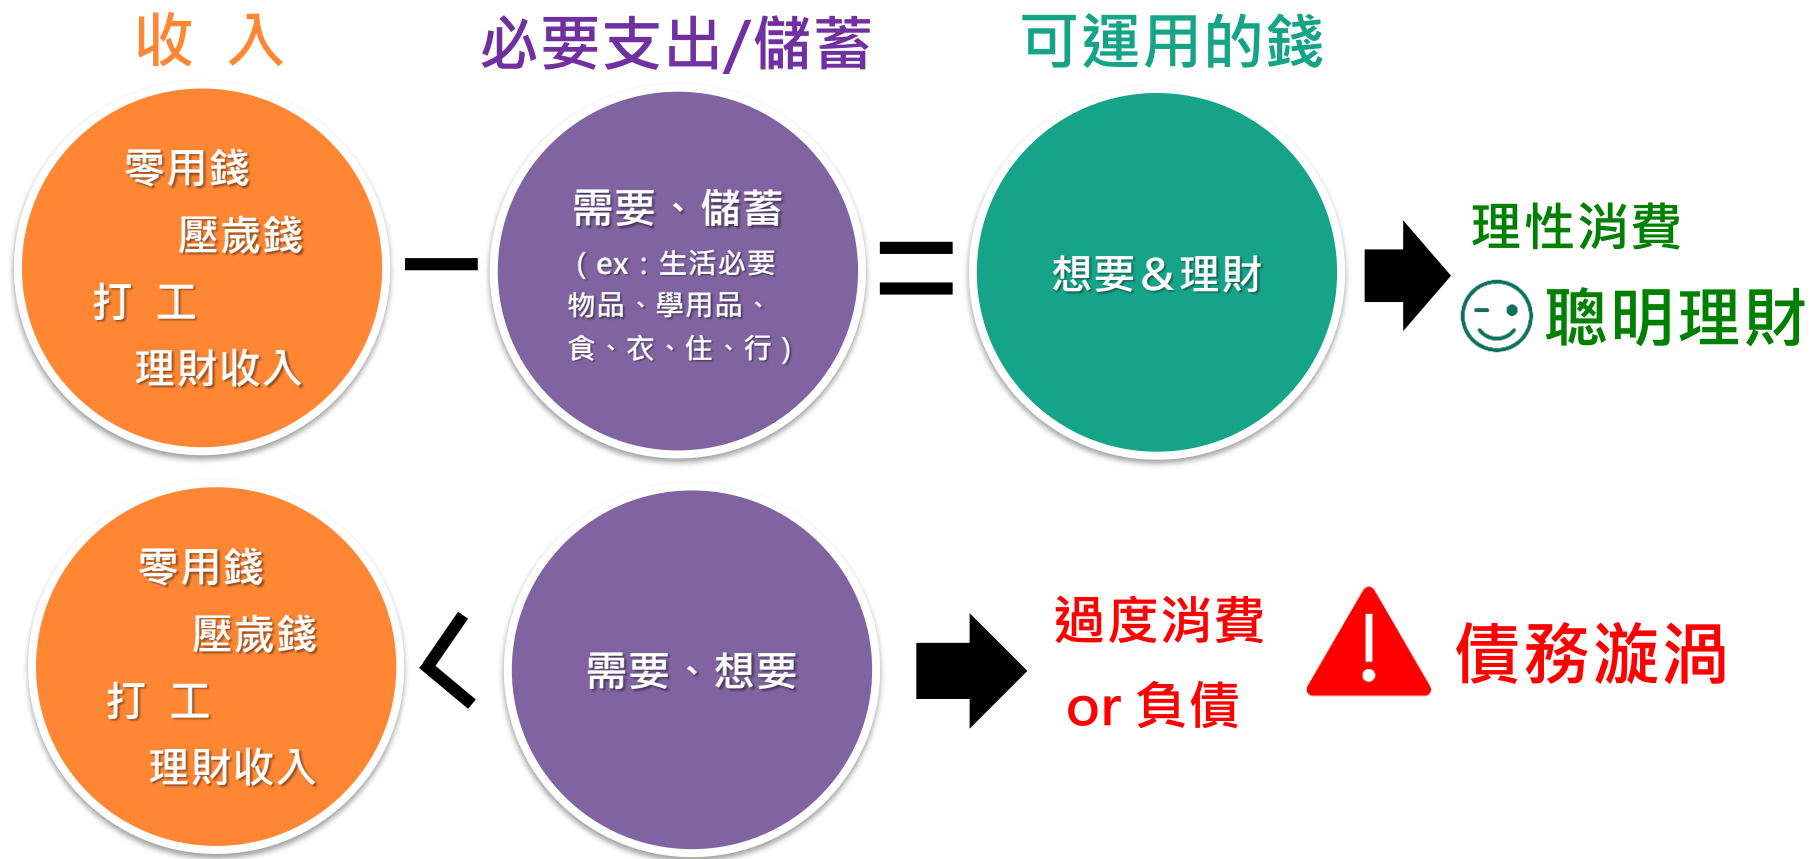 收 入
必要支出/儲蓄
可運用的錢
零用錢
壓歲錢
打 工
理財收入
需要、儲蓄
（ex：生活必要
物品、學用品、
食、衣、住、行）
想要＆理財
理性消費
聰明理財
零用錢
壓歲錢
打 工
理財收入
需要、想要
過度消費
or 負債
債務漩渦